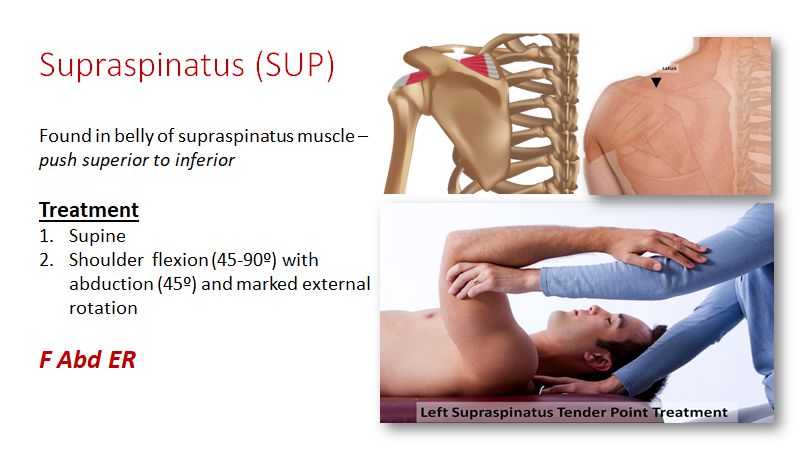 Supraspinatus (SUP)
Found in belly of supraspinatus muscle –
push superior to inferior
Treatment
1. Supine
2. Shoulder flexion (45-90º) with
abduction (45º) and marked external
rotation
F Abd ER
Left Supraspinatus Tender Point Treatment